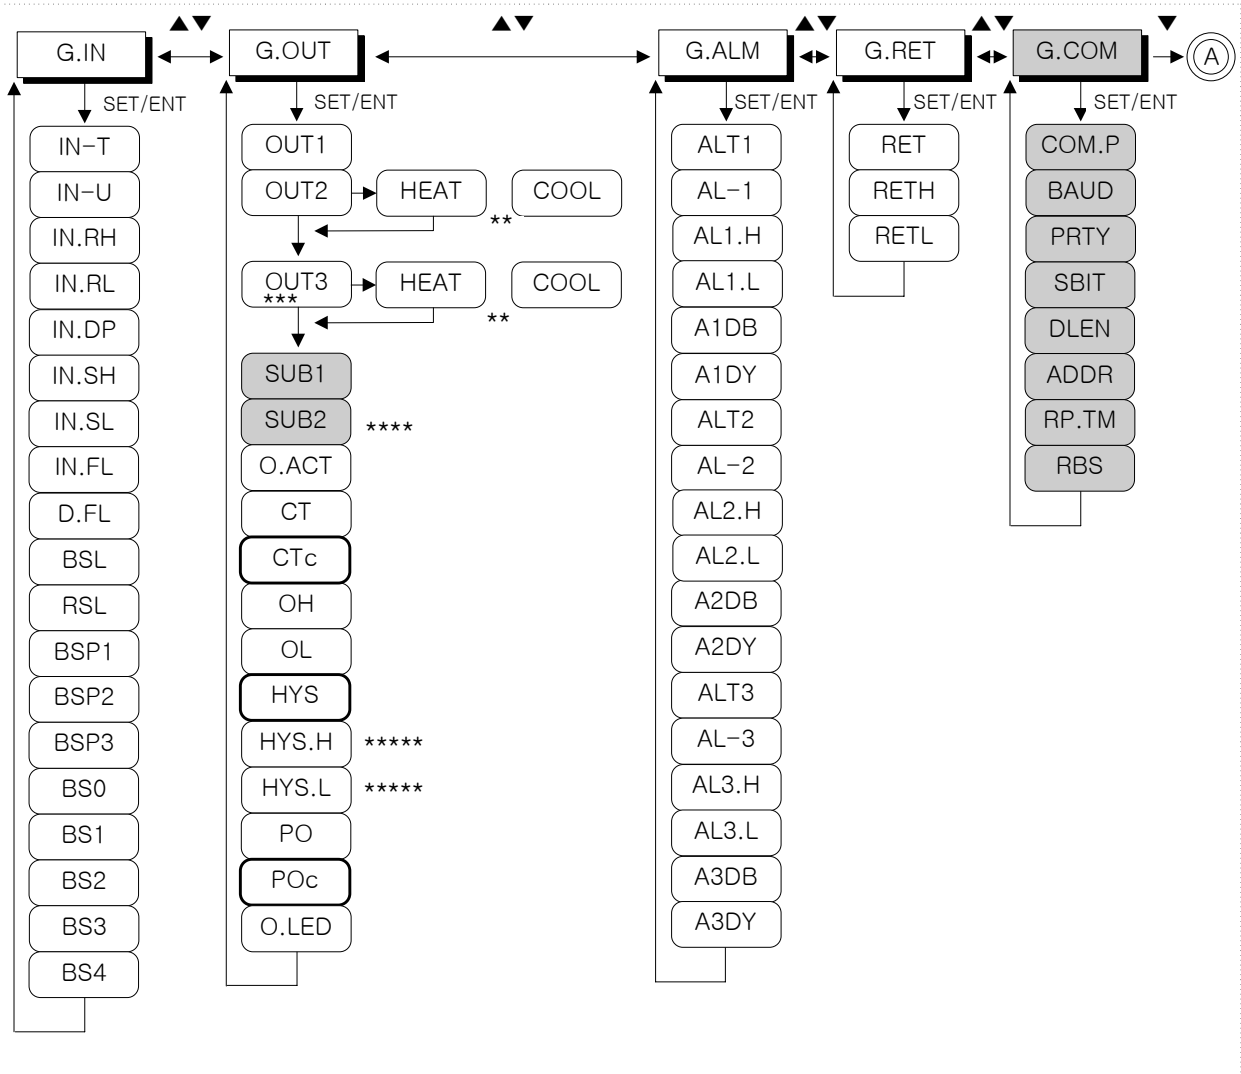 ▲▼ ▲▼ ▲▼ ▲▼ ▼
G.IN G.OUT G.ALM G.RET G.COM A
SET/ENT SET/ENT SET/ENT SET/ENT SET/ENT
IN-T
IN-U
IN.RH
IN.RL
IN.DP
IN.SH
IN.SL
IN.FL
D.FL
BSL
RSL
BSP1
BSP2
BSP3
BS0
BS1
BS2
BS3
BS4
OUT1
OUT2 HEAT COOL
**
OUT3 HEAT COOL
***
**
SUB1
SUB2 ****
O.ACT
CT
CTc
OH
OL
HYS
HYS.H *****
HYS.L *****
PO
POc
O.LED
ALT1
AL-1
AL1.H
AL1.L
A1DB
A1DY
ALT2
AL-2
AL2.H
AL2.L
A2DB
A2DY
ALT3
AL-3
AL3.H
AL3.L
A3DB
A3DY
RET
RETH
RETL
COM.P
BAUD
PRTY
SBIT
DLEN
ADDR
RP.TM
RBS